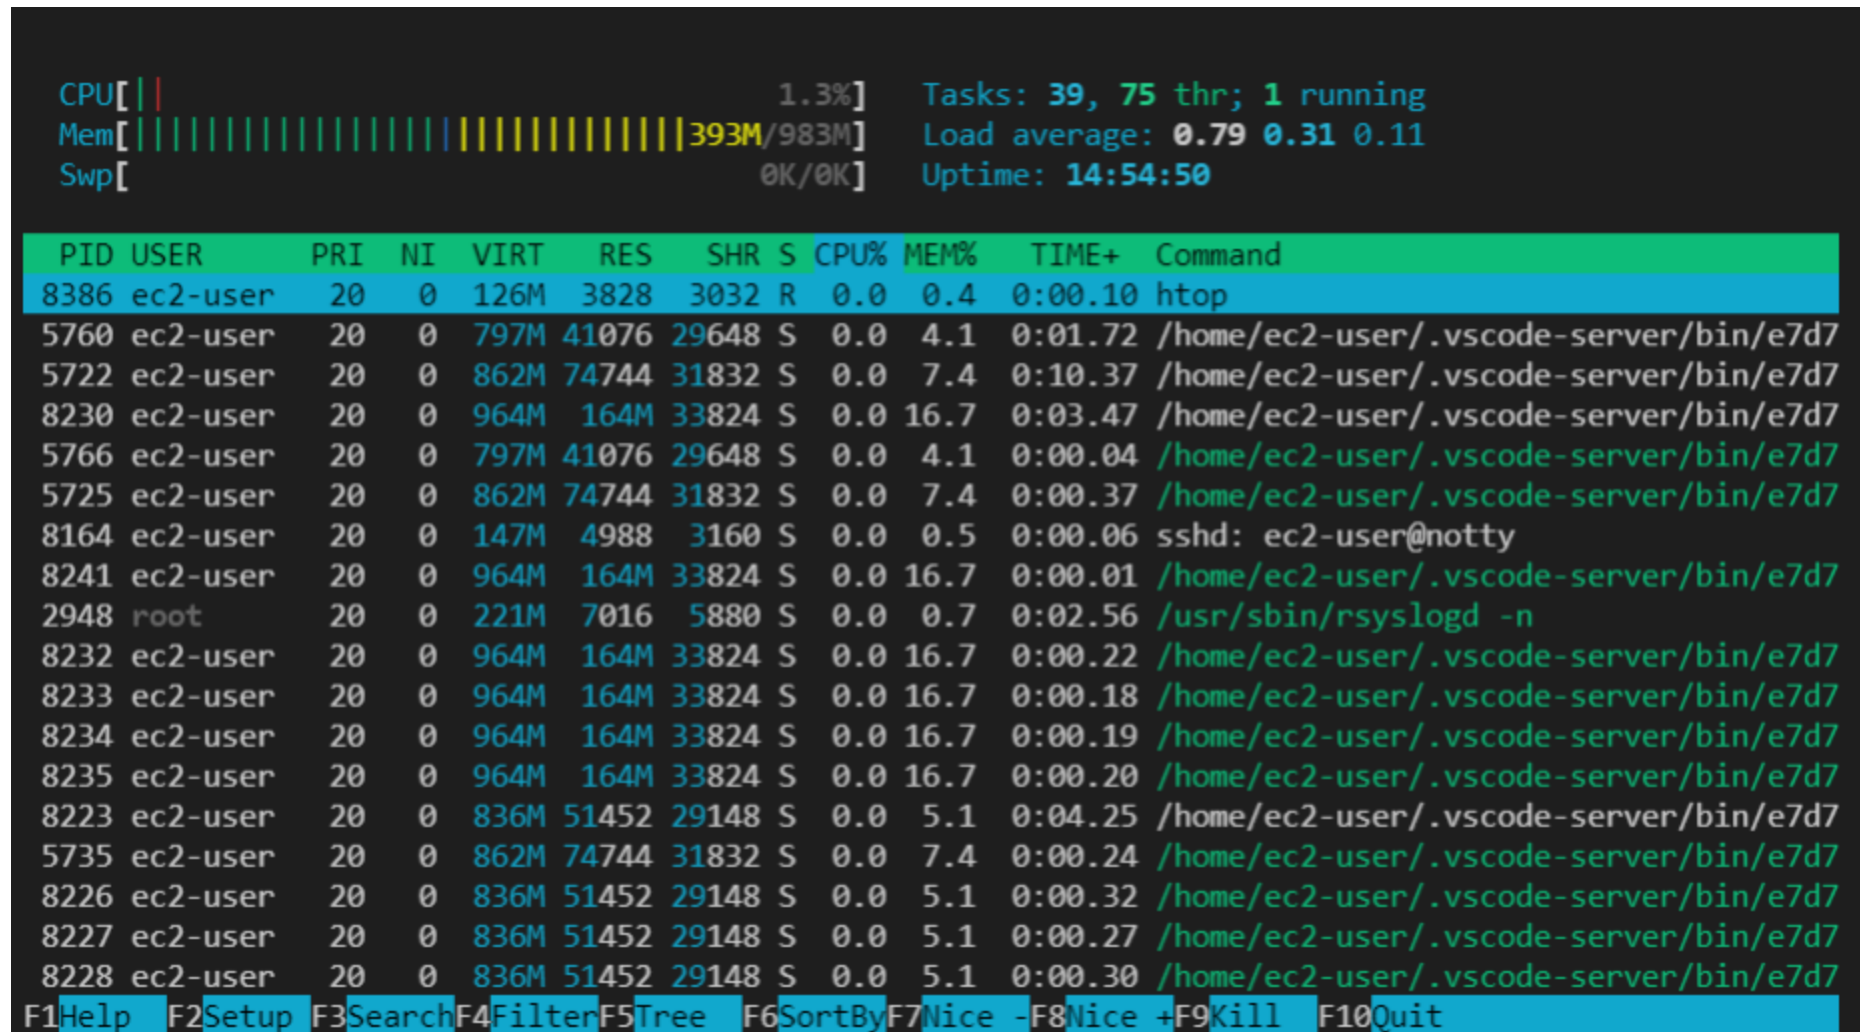 CPU[|| 1.3%] Tasks: 39, 75 thr; 1 running
Mem[|||||||||||||||||||||||||||||||393M/983M] Load average: 0.79 0.31 0.11
Swp[ 0K/0K] Uptime: 14:54:50
PID USER PRI NI VIRT RES SHR S CPU% MEM% TIME+ Command
8386 ec2-user 20 0 126M 3828 3032 R 0.0 0.4 0:00.10 htop
5760 ec2-user 20 0 797M 41076 29648 S 0.0 4.1 0:01.72 /home/ec2-user/.vscode-server/bin/e7d7
5722 ec2-user 20 0 862M 74744 31832 S 0.0 7.4 0:10.37 /home/ec2-user/.vscode-server/bin/e7d7
8230 ec2-user 20 0 964M 164M 33824 S 0.0 16.7 0:03.47 /home/ec2-user/.vscode-server/bin/e7d7
5766 ec2-user 20 0 797M 41076 29648 S 0.0 4.1 0:00.04 /home/ec2-user/.vscode-server/bin/e7d7
5725 ec2-user 20 0 862M 74744 31832 S 0.0 7.4 0:00.37 /home/ec2-user/.vscode-server/bin/e7d7
8164 ec2-user 20 0 147M 4988 3160 S 0.0 0.5 0:00.06 sshd: ec2-user@notty
8241 ec2-user 20 0 964M 164M 33824 S 0.0 16.7 0:00.01 /home/ec2-user/.vscode-server/bin/e7d7
2948 root 20 0 221M 7016 5880 S 0.0 0.7 0:02.56 /usr/sbin/rsyslogd -n
8232 ec2-user 20 0 964M 164M 33824 S 0.0 16.7 0:00.22 /home/ec2-user/.vscode-server/bin/e7d7
8233 ec2-user 20 0 964M 164M 33824 S 0.0 16.7 0:00.18 /home/ec2-user/.vscode-server/bin/e7d7
8234 ec2-user 20 0 964M 164M 33824 S 0.0 16.7 0:00.19 /home/ec2-user/.vscode-server/bin/e7d7
8235 ec2-user 20 0 964M 164M 33824 S 0.0 16.7 0:00.20 /home/ec2-user/.vscode-server/bin/e7d7
8223 ec2-user 20 0 836M 51452 29148 S 0.0 5.1 0:04.25 /home/ec2-user/.vscode-server/bin/e7d7
5735 ec2-user 20 0 862M 74744 31832 S 0.0 7.4 0:00.24 /home/ec2-user/.vscode-server/bin/e7d7
8226 ec2-user 20 0 836M 51452 29148 S 0.0 5.1 0:00.32 /home/ec2-user/.vscode-server/bin/e7d7
8227 ec2-user 20 0 836M 51452 29148 S 0.0 5.1 0:00.27 /home/ec2-user/.vscode-server/bin/e7d7
8228 ec2-user 20 0 836M 51452 29148 S 0.0 5.1 0:00.30 /home/ec2-user/.vscode-server/bin/e7d7
F1Help F2Setup F3SearchF4FilterF5Tree F6SortByF7Nice -F8Nice +F9Kill F10Quit